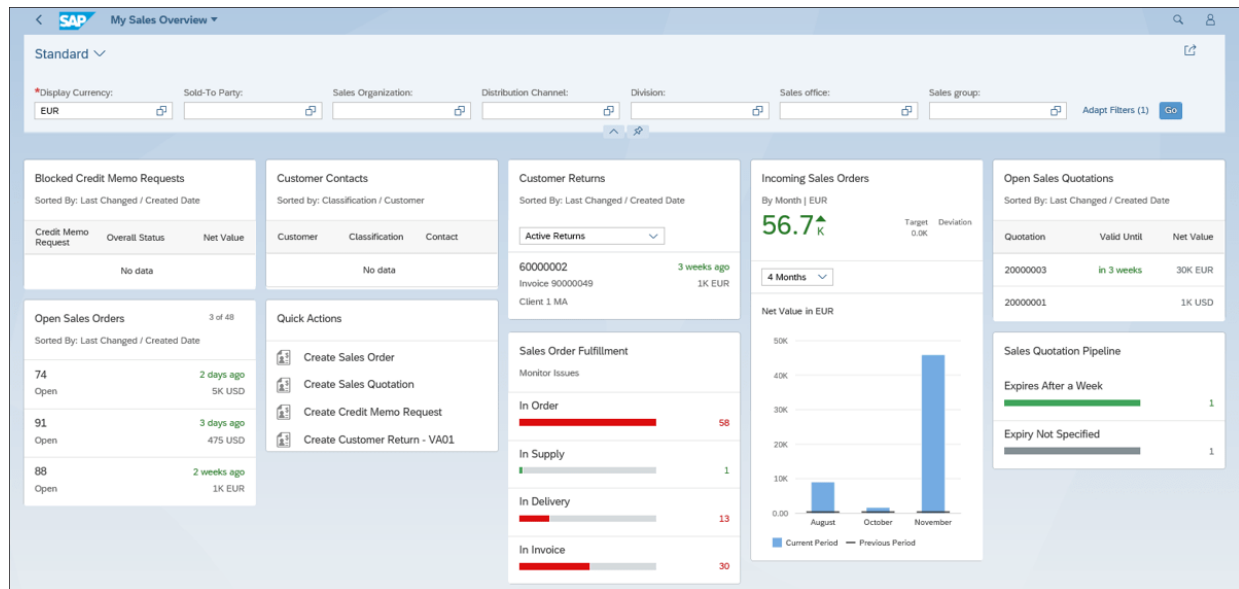 SAP My Sales Overview
Standard
*Display Currency: Sold-To Party: Sales Organization: Distribution Channel: Division: Sales office: Sales group:
EUR Adapt Filters (1) Go
Blocked Credit Memo Requests
Sorted By: Last Changed / Created Date
Credit Memo Request Overall Status Net Value
No data
Open Sales Orders 3 of 48
Sorted By: Last Changed / Created Date
74 2 days ago
Open 5K USD
91 3 days ago
Open 475 USD
88 2 weeks ago
Open 1K EUR
Customer Contacts
Sorted by: Classification / Customer
Customer Classification Contact
No data
Quick Actions
Create Sales Order
Create Sales Quotation
Create Credit Memo Request
Create Customer Return - VA01
Customer Returns
Sorted By: Last Changed / Created Date
Active Returns
60000002 3 weeks ago
Invoice 90000049 1K EUR
Client 1 MA
Sales Order Fulfillment
Monitor Issues
In Order
58
In Supply
1
In Delivery
13
In Invoice
30
Incoming Sales Orders
By Month | EUR
56.7 K Target Deviation
0.0K
4 Months
Net Value in EUR
50K
40K
30K
20K
10K
0.00
August October November
Current Period Previous Period
Open Sales Quotations
Sorted By: Last Changed / Created Date
Quotation Valid Until Net Value
20000003 in 3 weeks 30K EUR
20000001 1K USD
Sales Quotation Pipeline
Expires After a Week
1
Expiry Not Specified
1